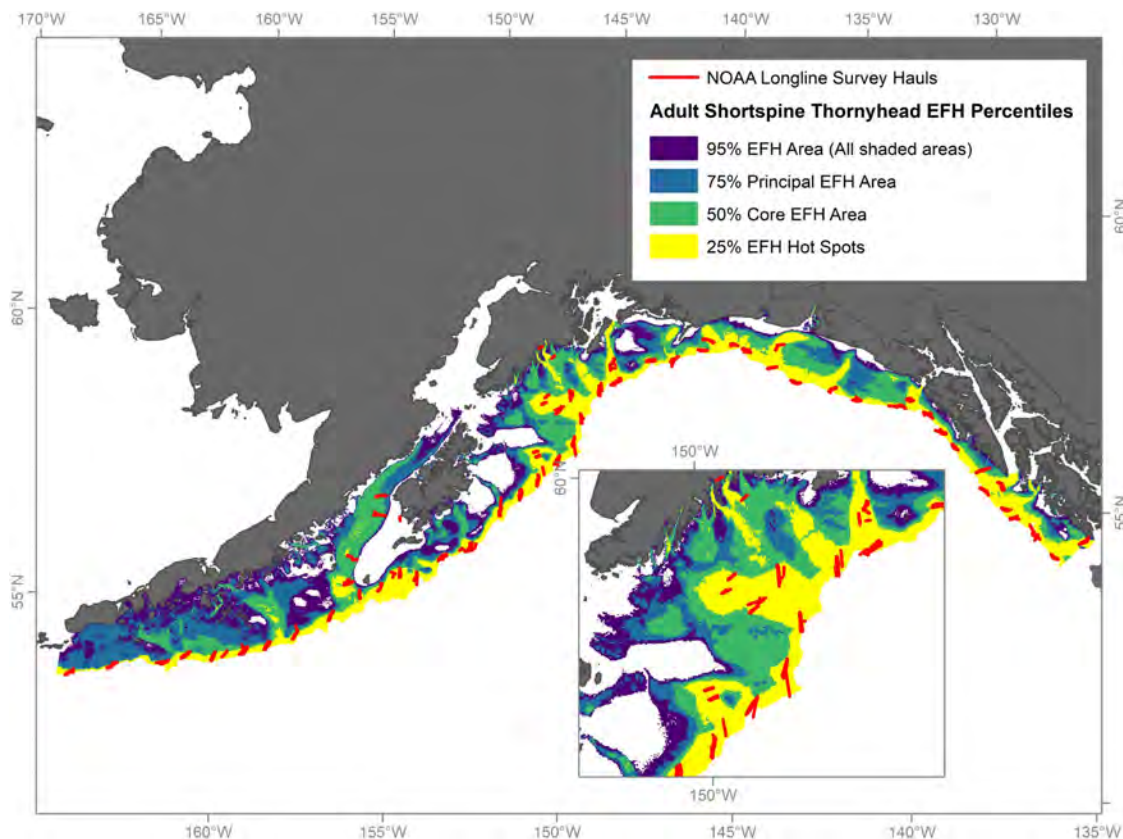 170°W 165°W 160°W 155°W 150°W 145°W 140°W 135°W 130°W
NOAA Longline Survey Hauls
Adult Shortspine Thornyhead EFH Percentiles
95% EFH Area (All shaded areas)
75% Principal EFH Area
50% Core EFH Area
25% EFH Hot Spots
60°N
60°N
150°W
60°N
55°N
55°N
150°W
160°W 155°W 150°W 145°W 140°W 135°W